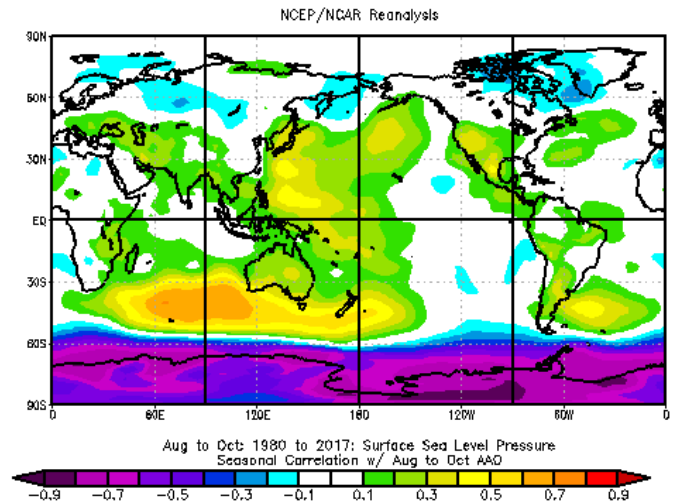 NCEP/NCAR Reanalysis
90N
60N
30N
EQ
30S
60S
90S
0 60E 120E 180 120W 60W 0
Aug to Oct: 1980 to 2017: Surface Sea Level Pressure
Seasonal Correlation w/ Aug to Oct AAO
-0.9 -0.7 -0.5 -0.3 -0.1 0.1 0.3 0.5 0.7 0.9